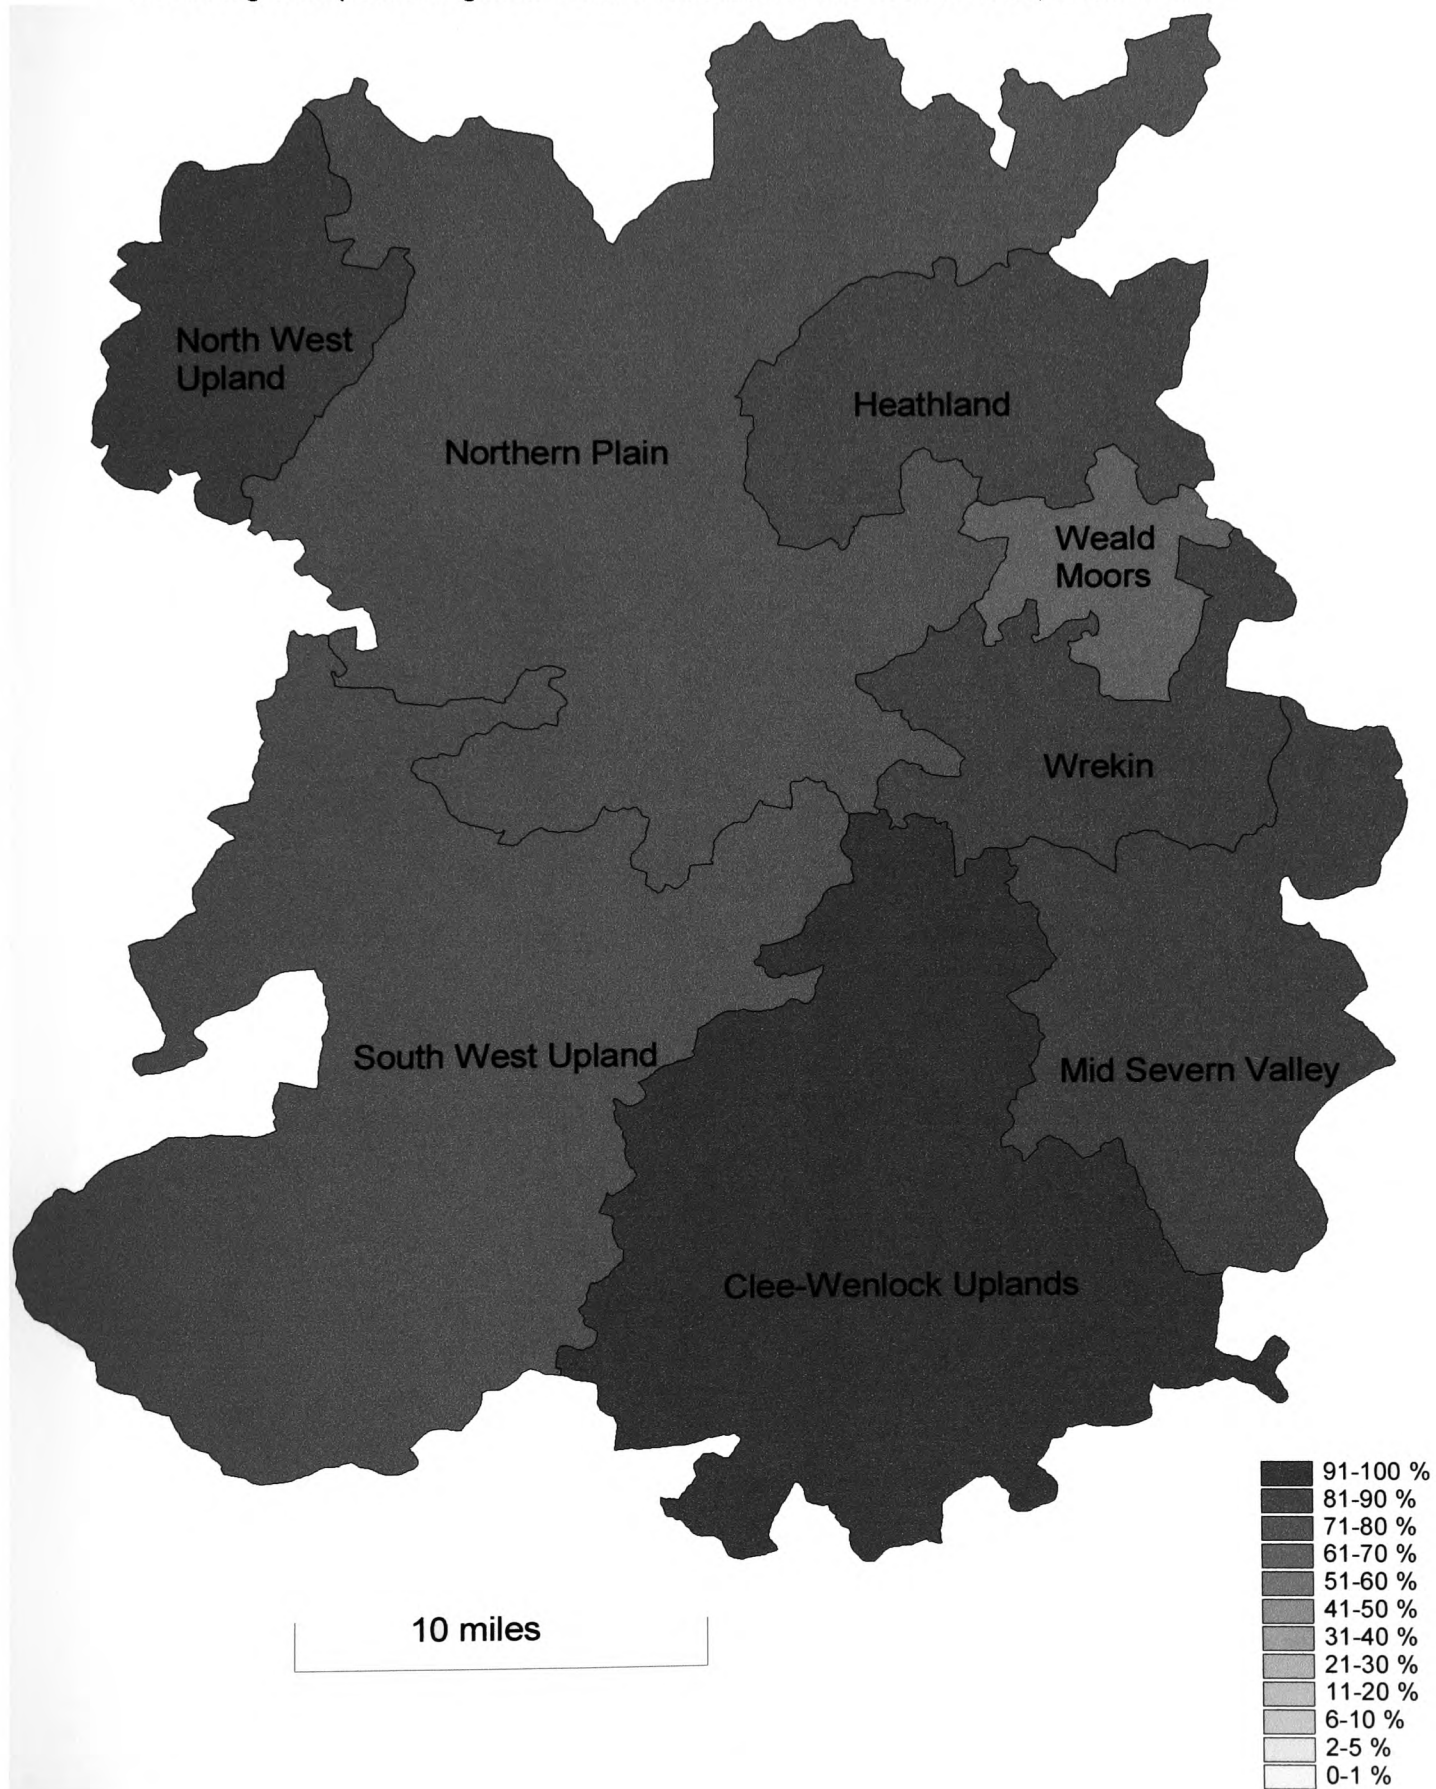 North West
Upland
Northern Plain
Heathland
Weald
Moors
Wrekin
South West Upland
Mid Severn Valley
Clee-Wenlock Uplands
10 miles
91-100 %
81-90 %
71-80 %
61-70 %
51-60 %
41-50 %
31-40 %
21-30 %
11-20 %
6-10 %
2-5 %
0-1 %